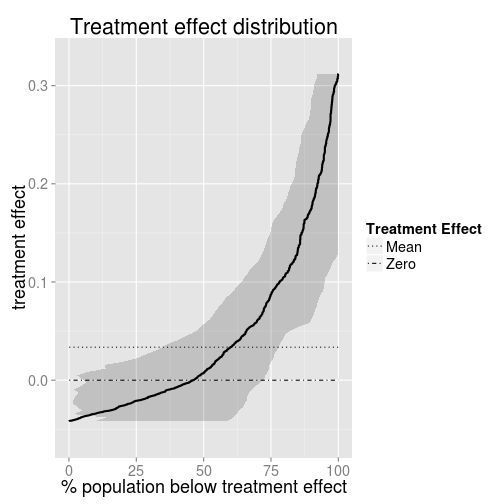 Treatment effect distribution
treatment effect
0.3
0.2
0.1
0.0
0 25 50 75 100
% population below treatment effect
Treatment Effect
Mean
Zero